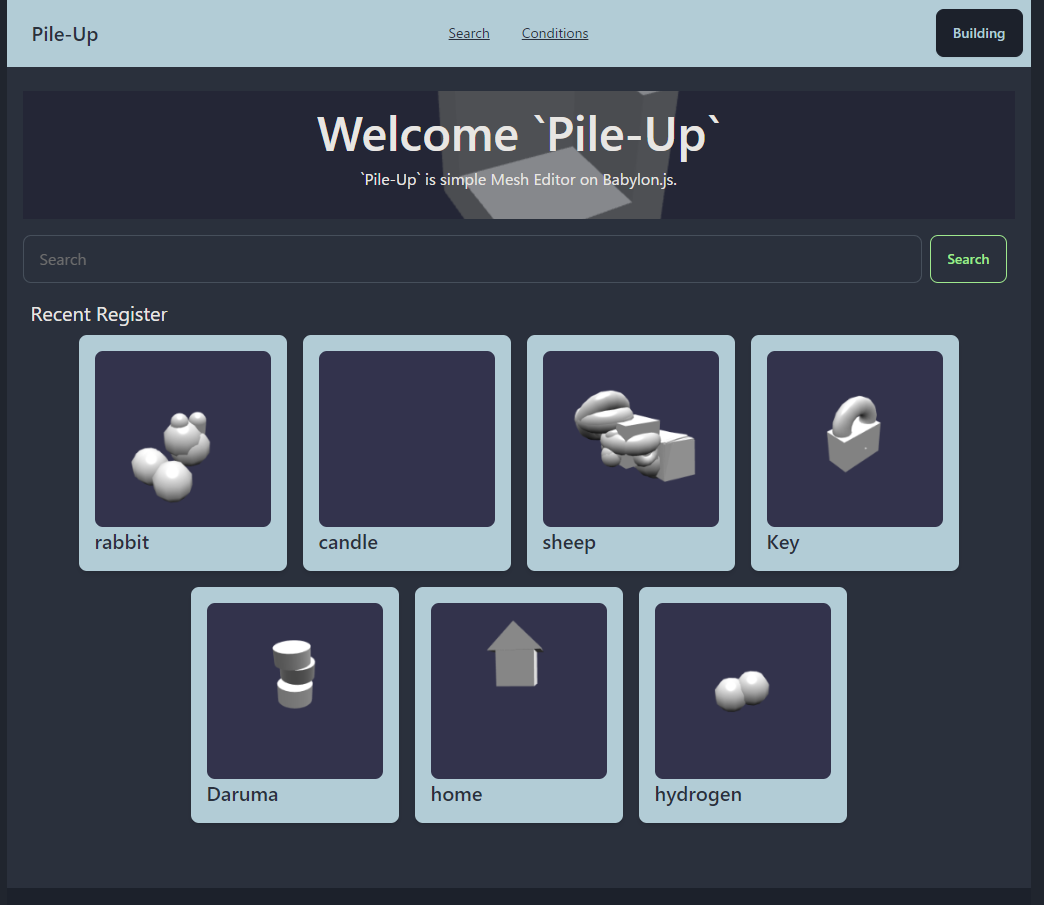 Pile-Up
Search
Conditions
Building
Welcome `Pile-Up`
`Pile-Up` is simple Mesh Editor on Babylon.js.
Search
Search
Recent Register
rabbit
candle
sheep
Key
Daruma
home
hydrogen